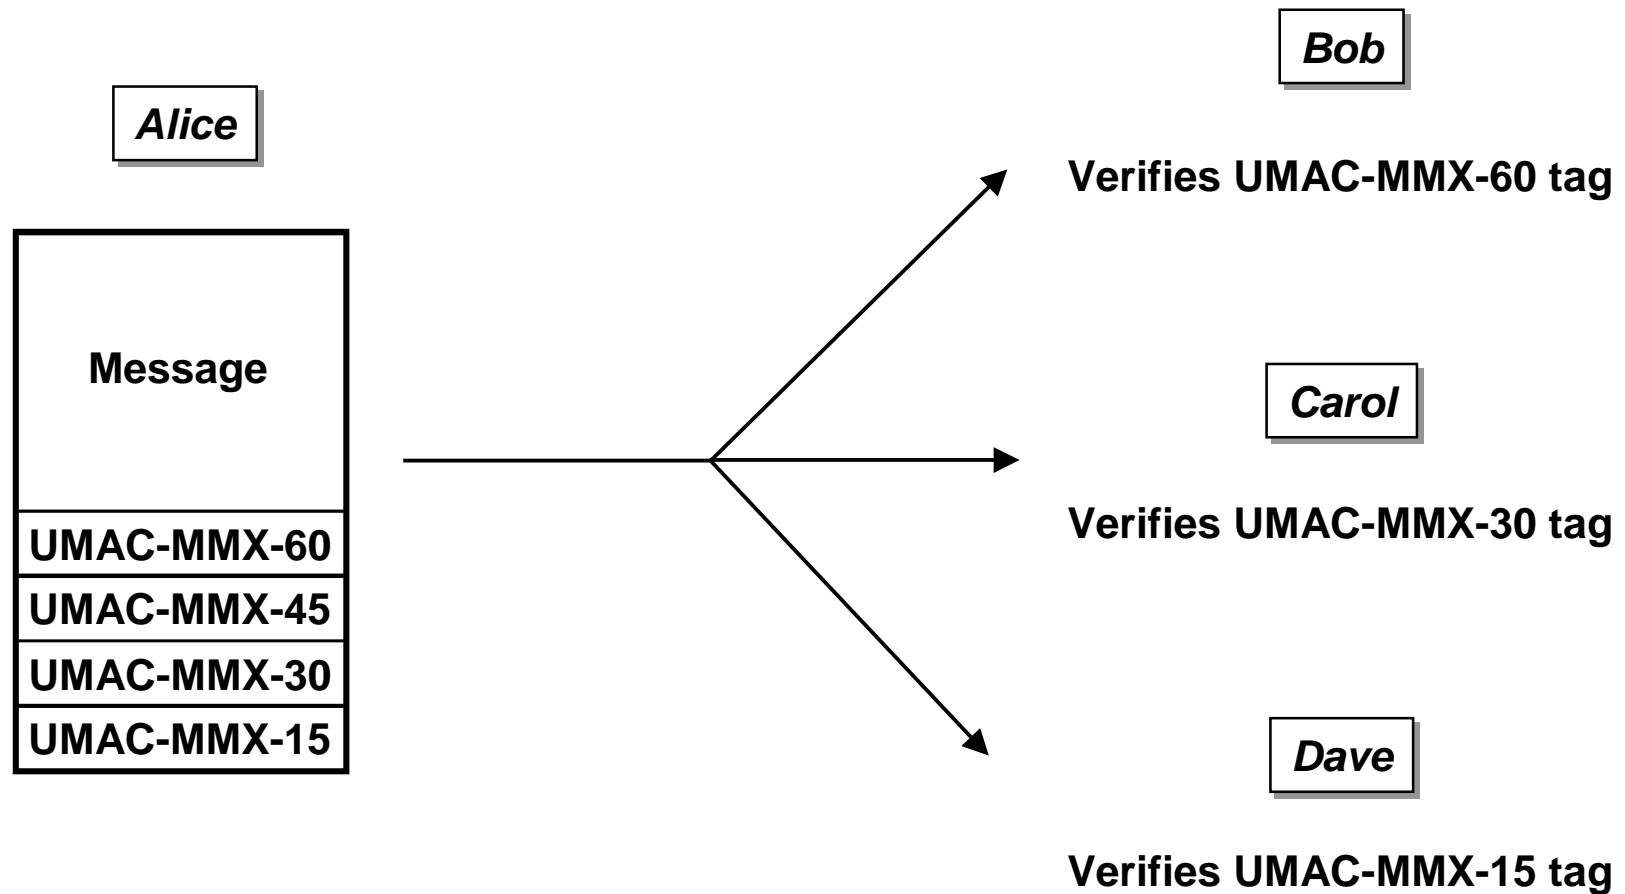 Alice
Message
UMAC-MMX-60
UMAC-MMX-45
UMAC-MMX-30
UMAC-MMX-15
Bob
Verifies UMAC-MMX-60 tag
Carol
Verifies UMAC-MMX-30 tag
Dave
Verifies UMAC-MMX-15 tag